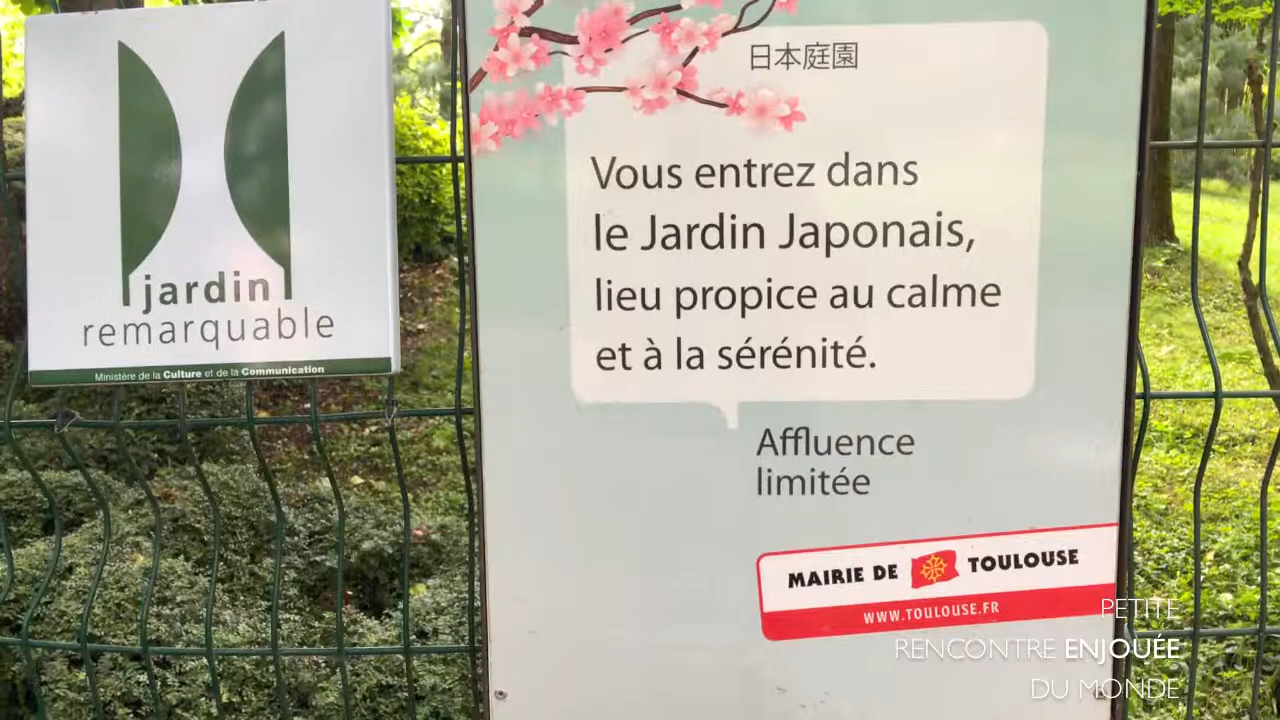 jardin
remarquable
Ministère de la Culture et de la Communication
日本庭園
Vous entrez dans
le Jardin Japonais,
lieu propice au calme
et à la sérénité.
Affluence
limitée
MAIRIE DE TOULOUSE
WWW.TOULOUSE.FR
PETITE
RENCONTRE ENJOUÉE
DU MONDE